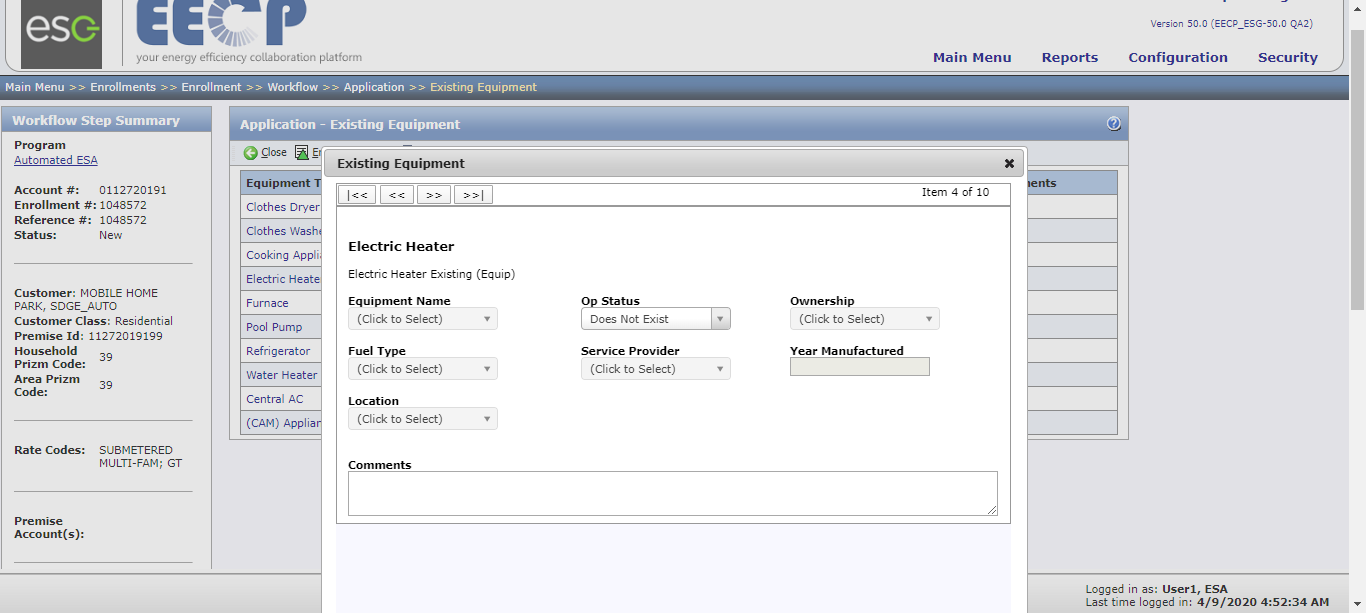 esg
EECP
your energy efficiency collaboration platform
Version 50.0 (EECP_ESG-50.0 QA2)
Main Menu Reports Configuration Security
Main Menu >> Enrollments >> Enrollment >> Workflow >> Application >> Existing Equipment
Workflow Step Summary
Program
Automated ESA
Account #: 0112720191
Enrollment #: 1048572
Reference #: 1048572
Status: New
Customer: MOBILE HOME
PARK, SDGE_AUTO
Customer Class: Residential
Premise Id: 11272019199
Household
Prizm Code: 39
Area Prizm
Code: 39
Rate Codes: SUBMETERED
MULTI-FAM; GT
Premise
Account(s):
Application - Existing Equipment
?
Close
Equipment T
Clothes Dryer
Clothes Washe
Cooking Appli
Electric Heate
Furnace
Pool Pump
Refrigerator
Water Heater
Central AC
(CAM) Applian
ents
Existing Equipment
|<< << >> >>| Item 4 of 10
Electric Heater
Electric Heater Existing (Equip)
Equipment Name Op Status Ownership
(Click to Select) Does Not Exist (Click to Select)
Fuel Type Service Provider Year Manufactured
(Click to Select) (Click to Select)
Location
(Click to Select)
Comments
Logged in as: User1, ESA
Last time logged in: 4/9/2020 4:52:34 AM